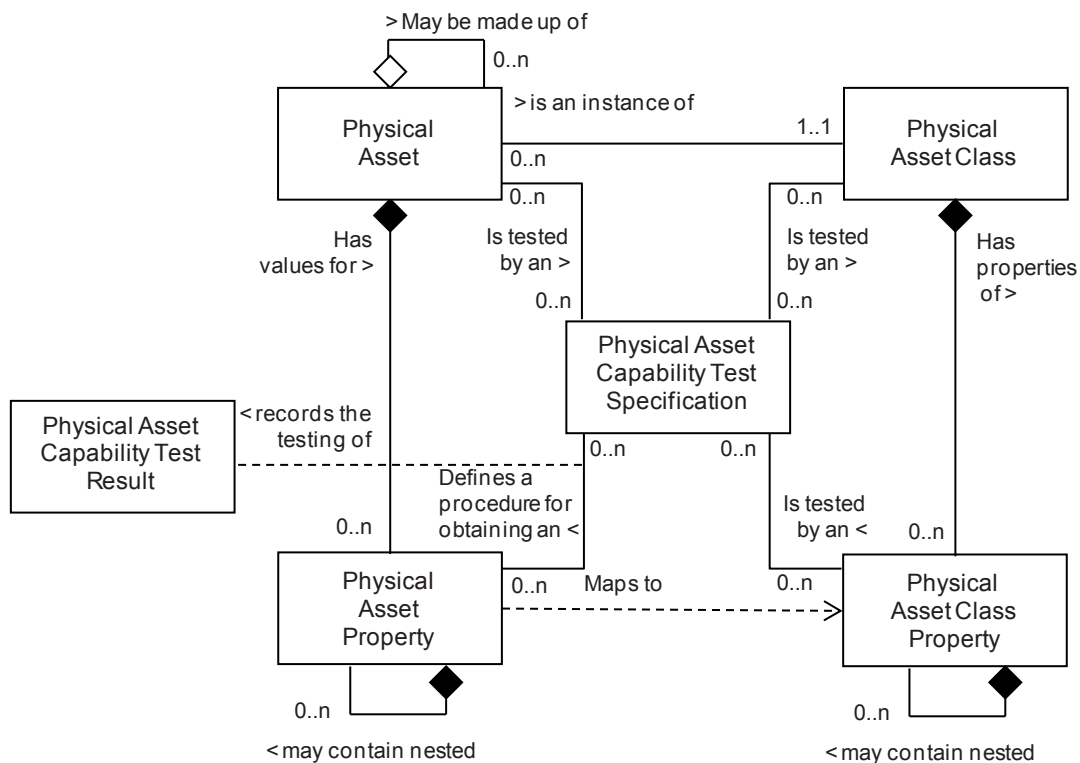 > May be made up of
0..n
Physical
Asset
> is an instance of
1..1
0..n
Physical
Asset Class
0..n
0..n
Has
values for >
Is tested
by an >
Is tested
by an >
Has
properties
of >
0..n
0..n
Physical Asset
Capability Test
Specification
Physical Asset
Capability Test
Result
< records the
testing of
0..n
0..n
Defines a
procedure for
obtaining an <
Is tested
by an <
0..n
0..n
Physical
Asset
Property
0..n
Maps to
0..n
Physical
Asset Class
Property
0..n
0..n
< may contain nested
< may contain nested